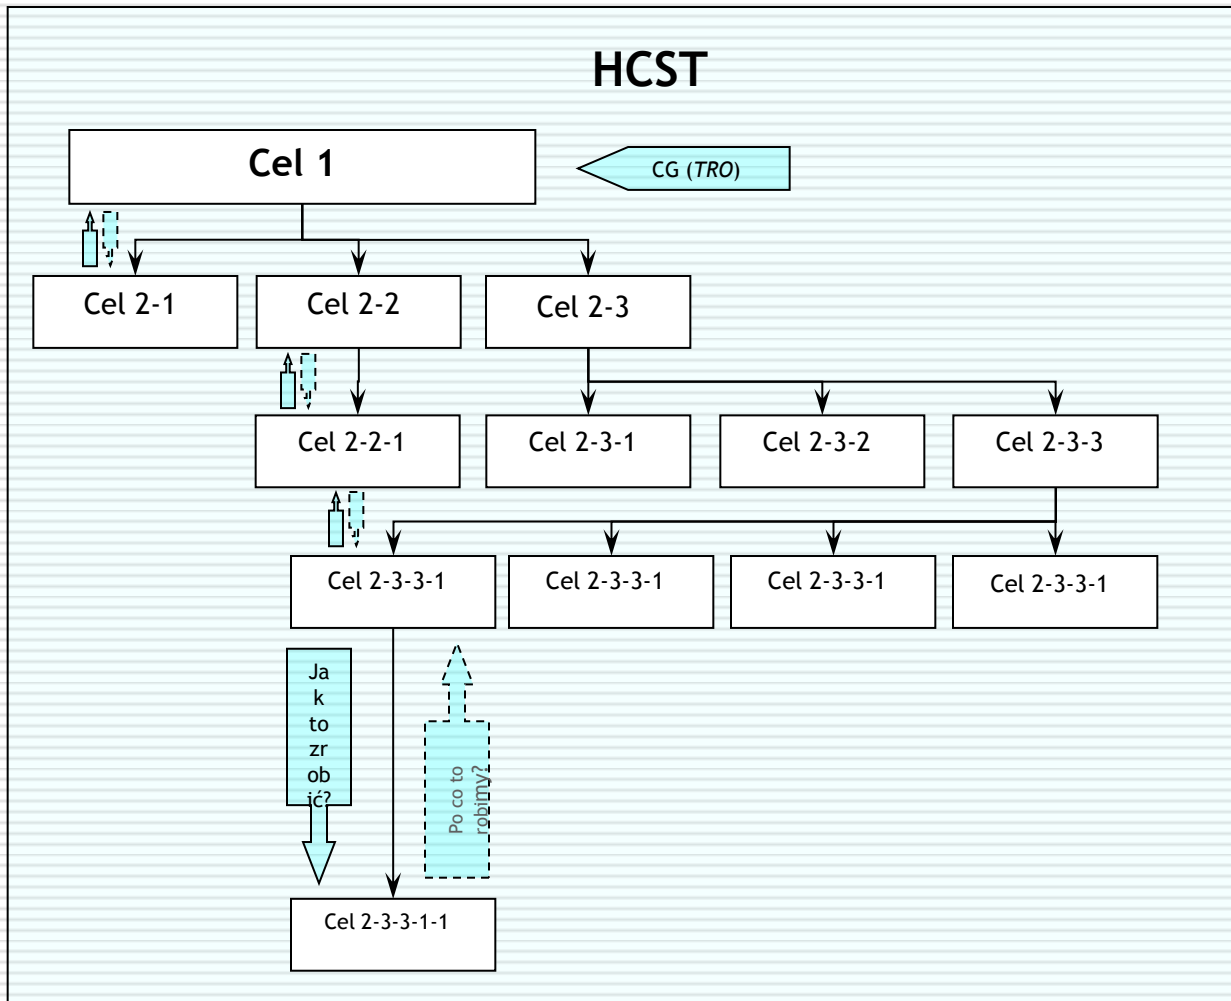 HCST
Cel 1
CG (TRO)
Cel 2-1
Cel 2-2
Cel 2-3
Cel 2-2-1
Cel 2-3-1
Cel 2-3-2
Cel 2-3-3
Cel 2-3-3-1
Cel 2-3-3-1
Cel 2-3-3-1
Cel 2-3-3-1
Ja
k
to
zr
ob
ić?
Po co to
robimy?
Cel 2-3-3-1-1